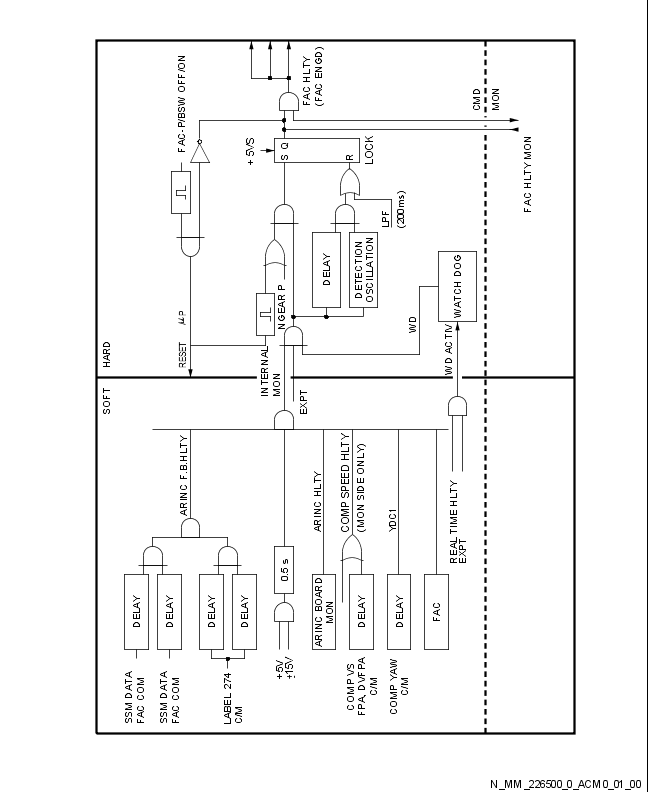 HARD
SOFT
FAC-P/BSW OFF/ON
FAC HLTY
(FAC ENGD)
CMD
MON
+ 5VS
S Q
R
LOCK
FAC HLTY MON
LPF
(200ms)
DELAY
DETECTION
OSCILLATION
RESET
µP
N GEAR P
INTERNAL
MON
WD
WATCH DOG
WD ACTIV
EXPT
ARINC F.B.HLTY
ARINC HLTY
COMP SPEED HLTY
(MON SIDE ONLY)
YDC1
REAL TIME HLTY
EXPT
0.5 s
DELAY
DELAY
DELAY
DELAY
ARINC BOARD
MON
DELAY
DELAY
FAC
SSM DATA
FAC COM
SSM DATA
FAC COM
LABEL 274
C/M
+5V
+15V
COMP VS
FPA.DVFPA
C/M
COMP YAW
C/M
N_MM_226500_0_ACM0_01_00